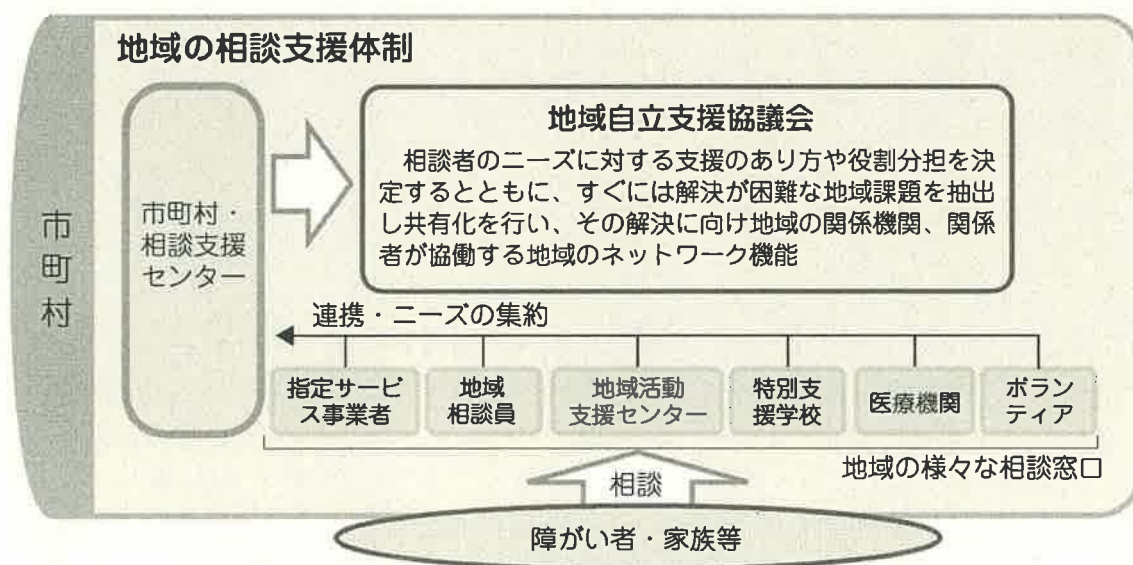 地域の相談支援体制
市町村
市町村・
相談支援
センター
地域自立支援協議会
相談者のニーズに対する支援のあり方や役割分担を決
定するとともに、すぐには解決が困難な地域課題を抽出
し共有化を行い、その解決に向け地域の関係機関、関係
者が協働する地域のネットワーク機能
連携・ニーズの集約
指定サービ
ス事業者
地域
相談員
地域活動
支援センター
特別支
援学校
医療機関
ボラン
ティア
地域の様々な相談窓口
相談
障がい者・家族等